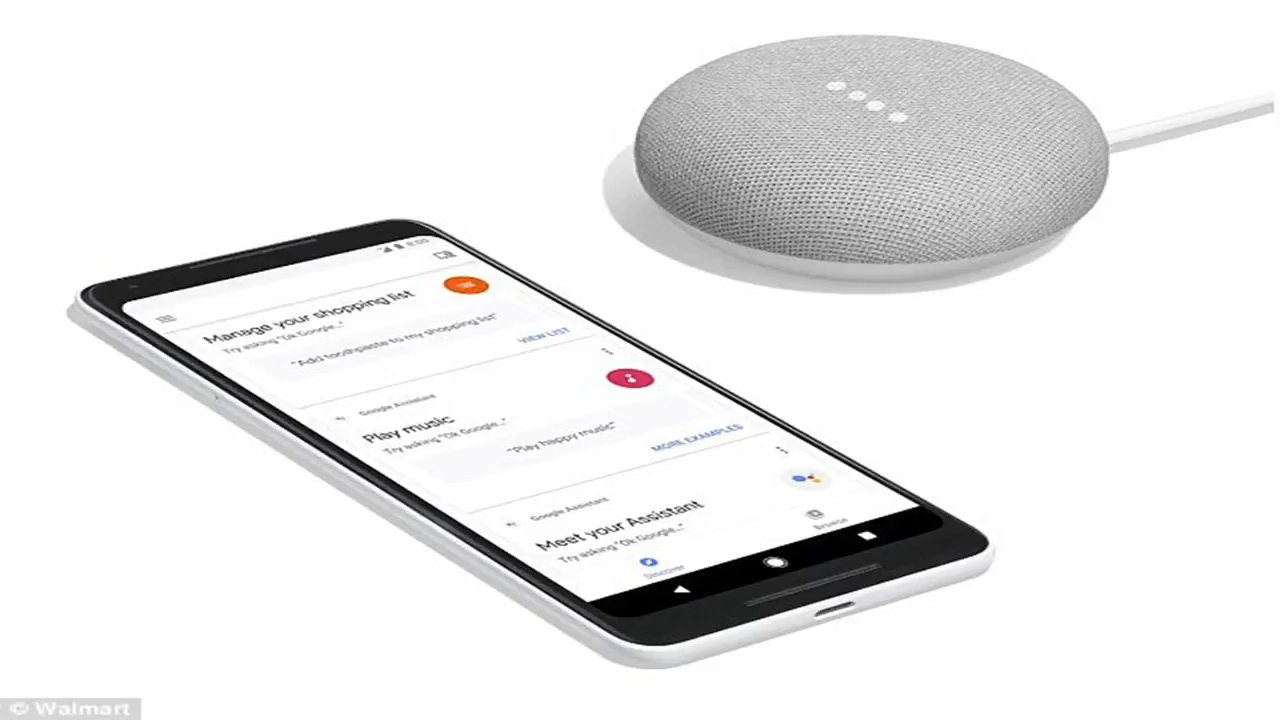 6:00
Manage your shopping list
Try asking "Ok Google..."
"Add toothpaste to my shopping list"
VIEW LIST
Google Assistant
Play music
Try asking "Ok Google..."
"Play happy music"
MORE EXAMPLES
Google Assistant
Meet your Assistant
Try asking "Ok Google..."
Discover
Browse
© Walmart